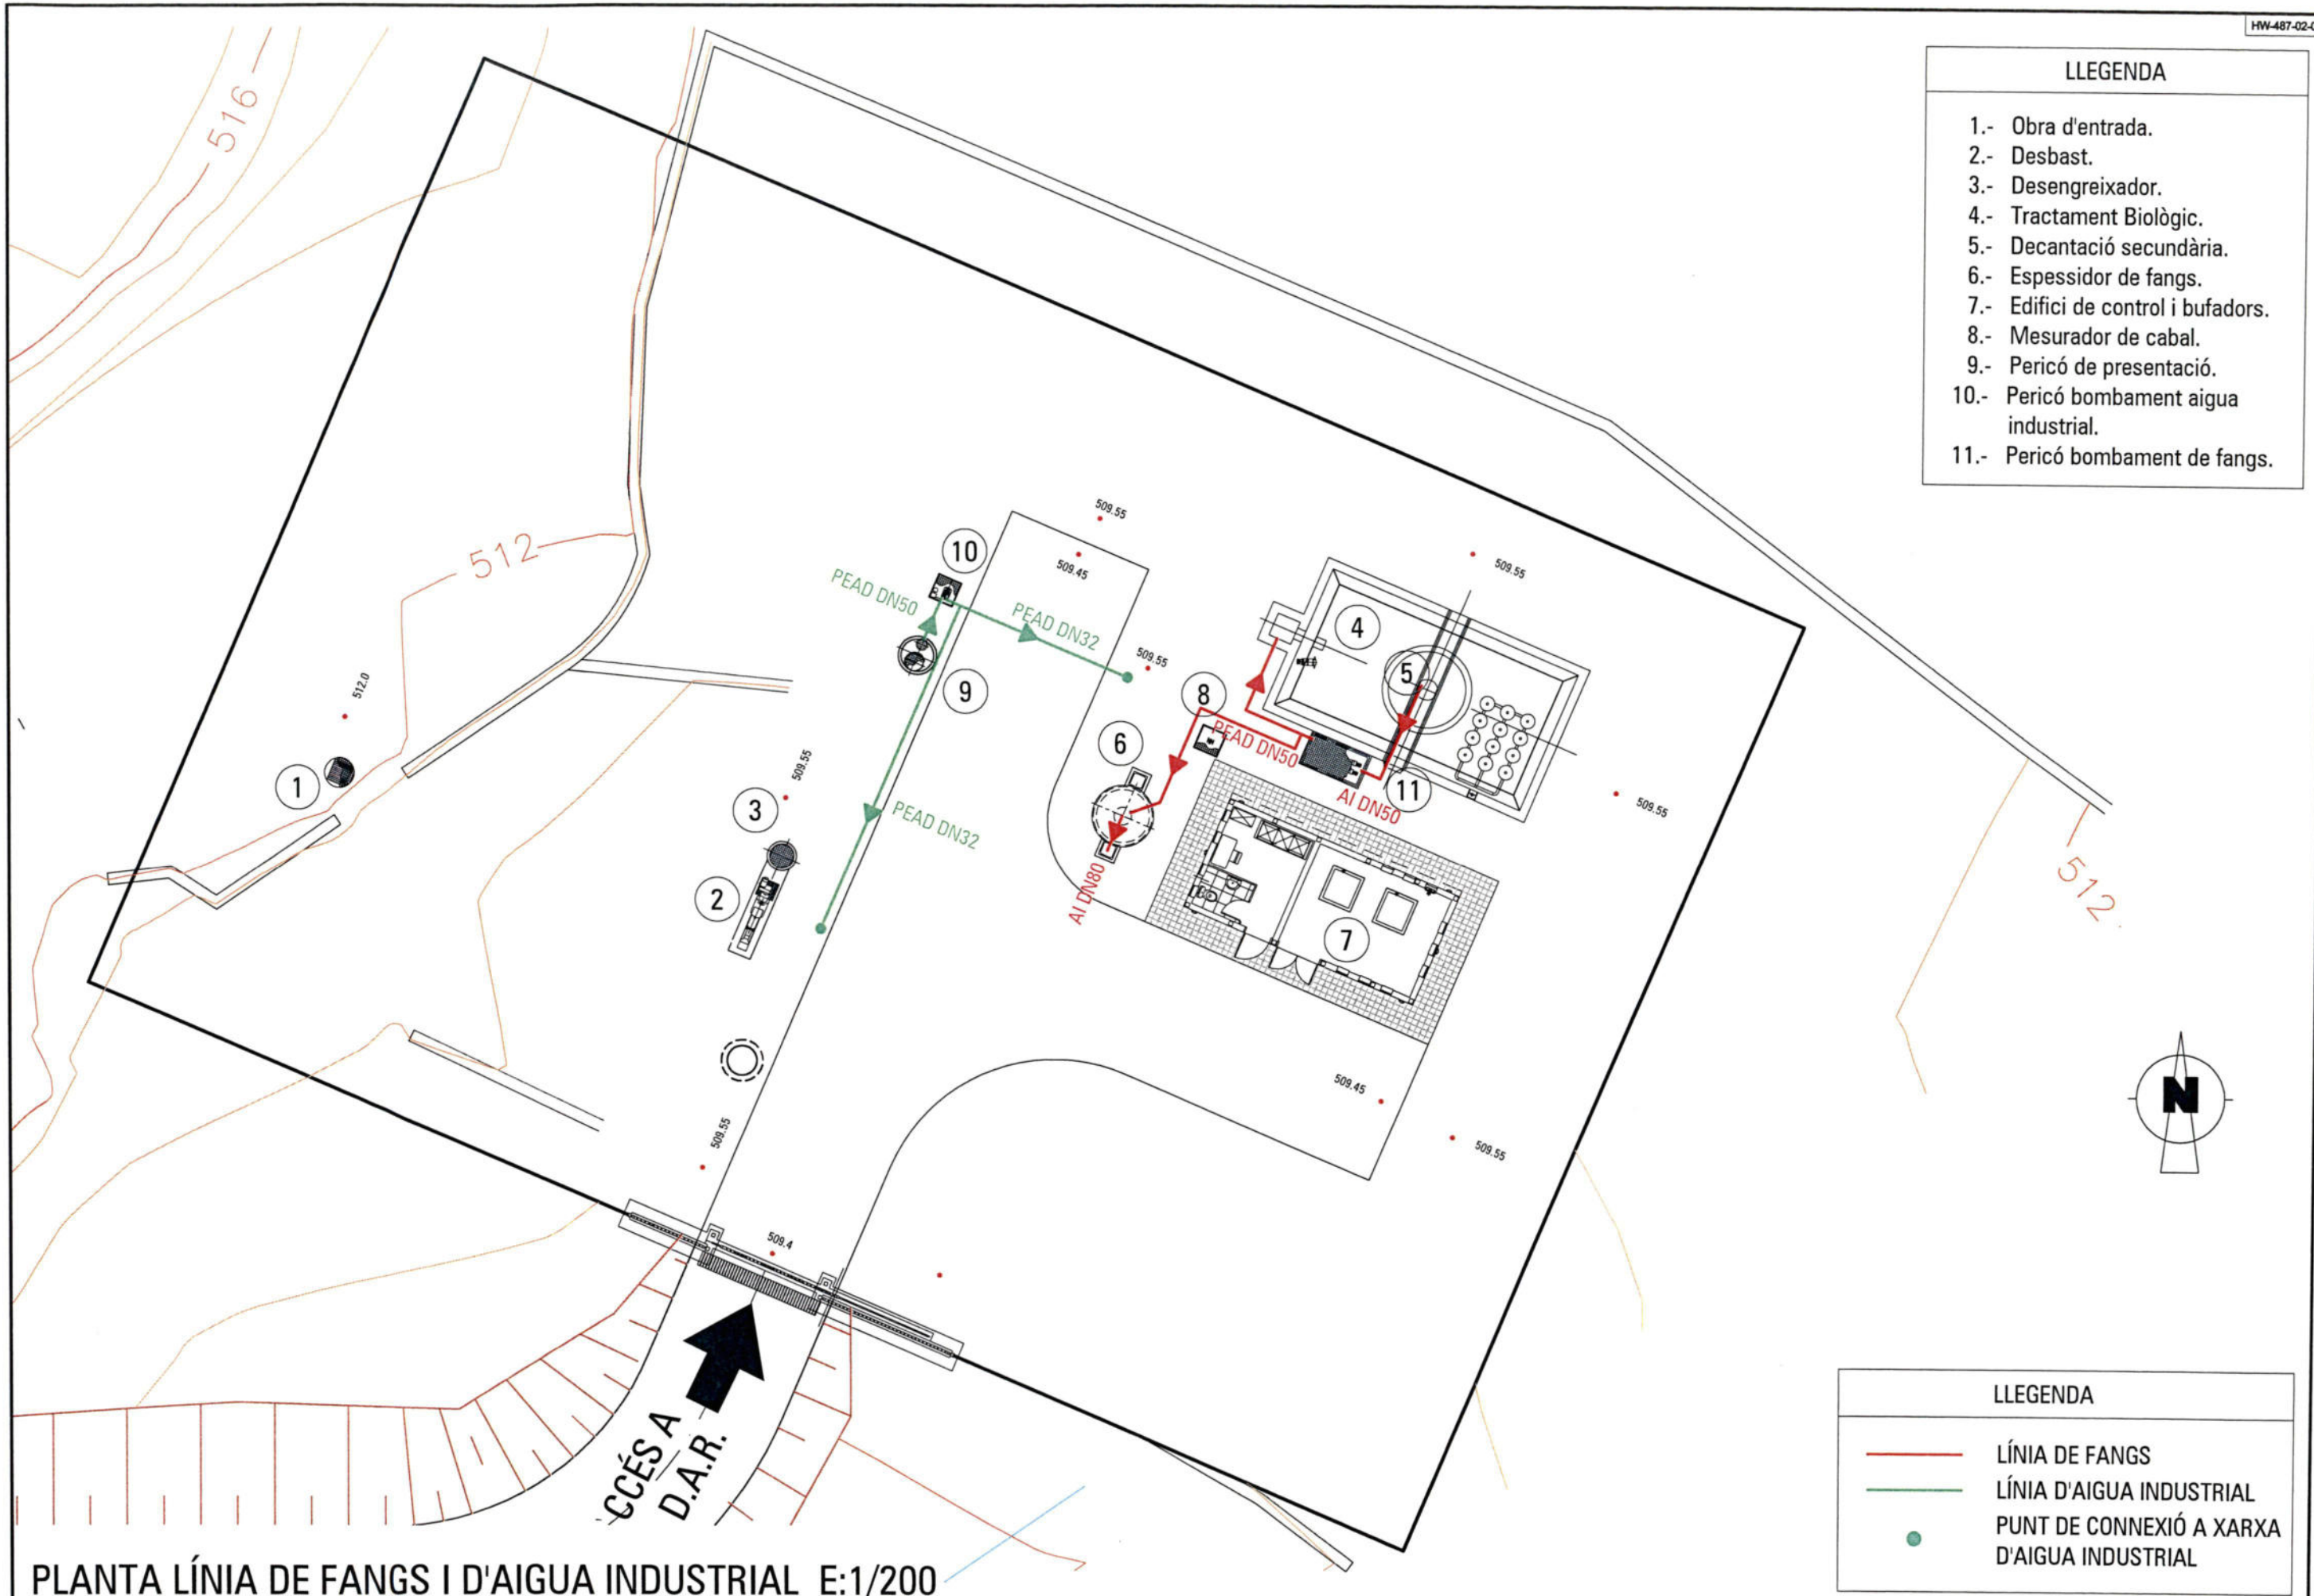 HW-487-02-0
LLEGENDA
1.- Obra d'entrada.
2.- Desbast.
3.- Desengreixador.
4.- Tractament Biològic.
5.- Decantació secundària.
6.- Espessidor de fangs.
7.- Edifici de control i bufadors.
8.- Mesurador de cabal.
9.- Pericó de presentació.
10.- Pericó bombament aigua
industrial.
11.- Pericó bombament de fangs.
516
512
509.55
509.45
509.55
10
PEAD DN50
PEAD DN32
4
509.55
5
8
9
512.0
6
PEAD DN50
1
509.55
3
11
AI DN50
509.55
PEAD DN32
2
AI DN80
512
7
509.45
509.55
509.55
N
509.4
CCÉS A
D.A.R.
LLEGENDA
LÍNIA DE FANGS
LÍNIA D'AIGUA INDUSTRIAL
PUNT DE CONNEXIÓ A XARXA
D'AIGUA INDUSTRIAL
PLANTA LÍNIA DE FANGS I D'AIGUA INDUSTRIAL E:1/200